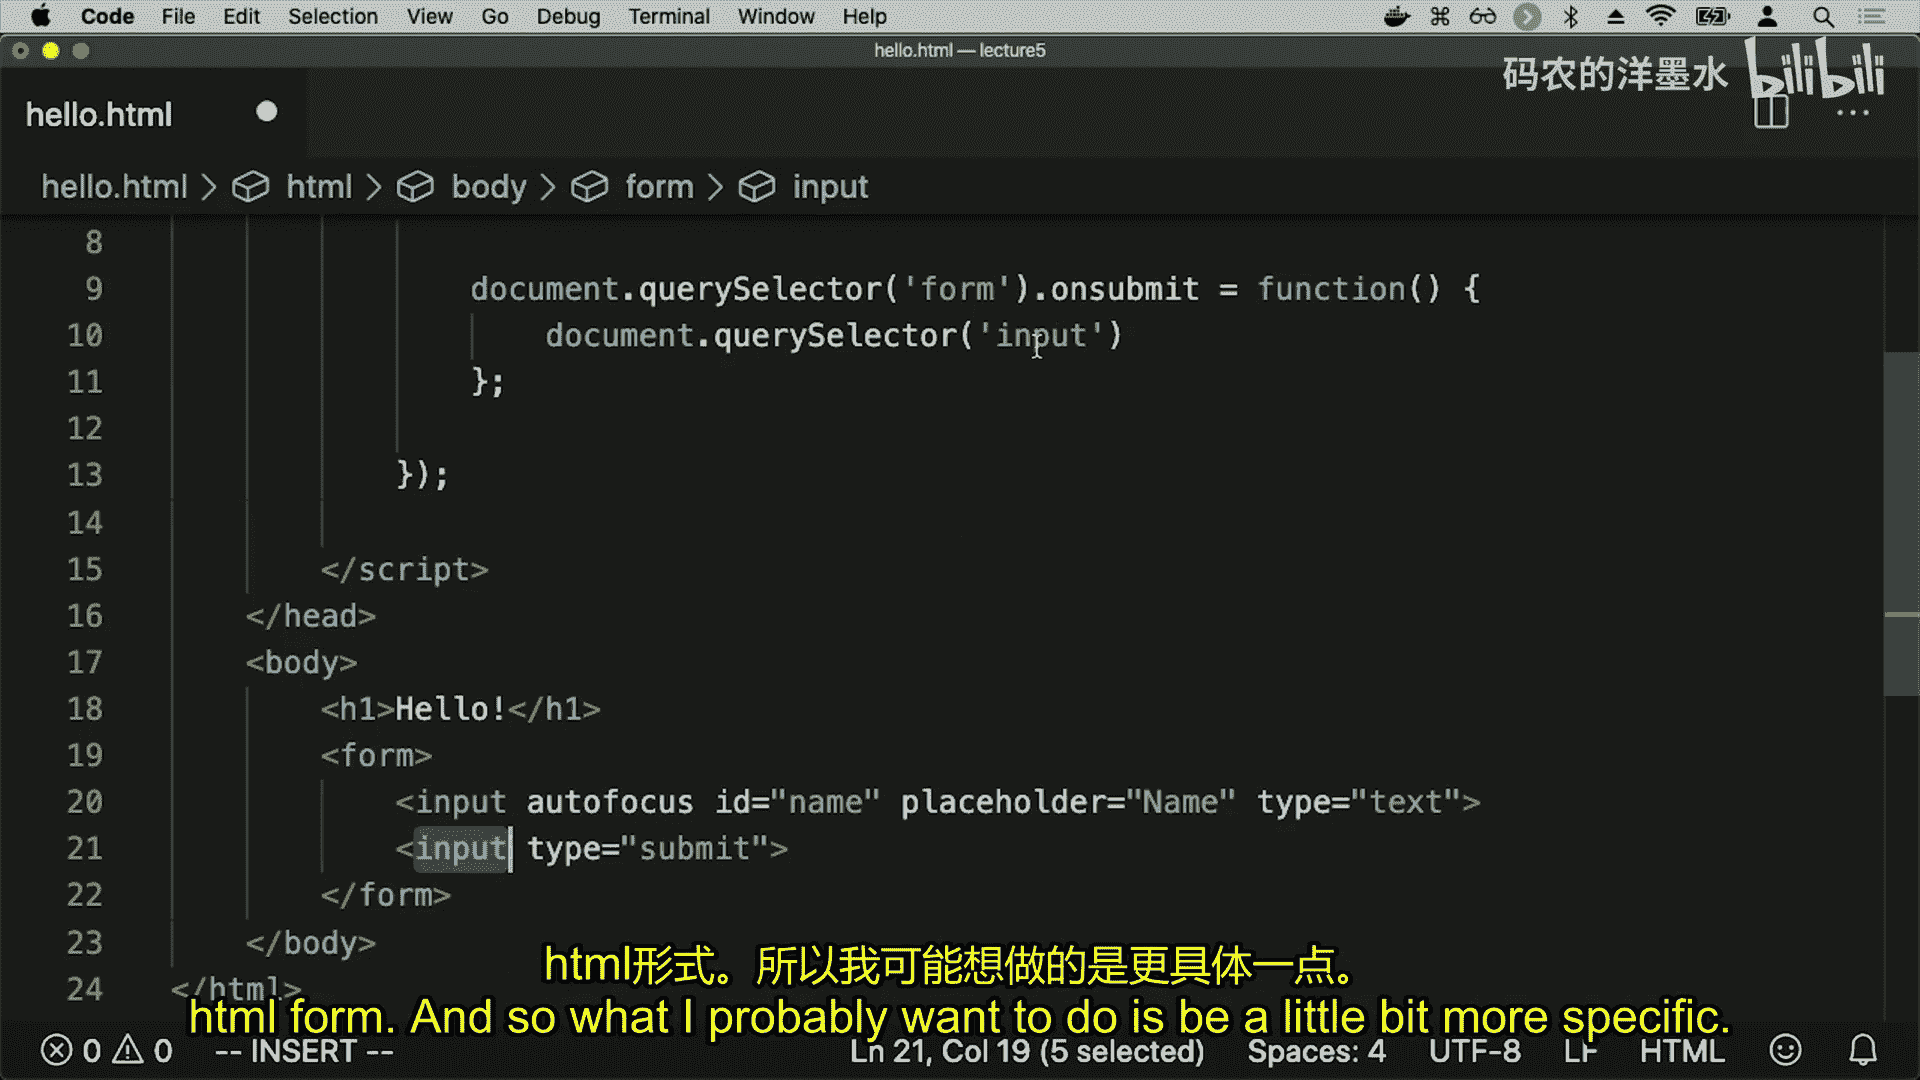 Code File Edit Selection View Go Debug Terminal Window Help
hello.html — lecture5
码农的洋墨水 bilibili
hello.html
hello.html > html > body > form > input
8
9 document.querySelector('form').onsubmit = function() {
10 document.querySelector('input')
11 };
12
13 });
14
15 </script>
16 </head>
17 <body>
18 <h1>Hello!</h1>
19 <form>
20 <input autofocus id="name" placeholder="Name" type="text">
21 <input type="submit">
22 </form>
23 </body>
24 </html>
html形式。所以我可能想做的是更具体一点。
html form. And so what I probably want to do is be a little bit more specific.
0 0 -- INSERT -- Ln 21, Col 19 (5 selected) Spaces: 4 UTF-8 LF HTML